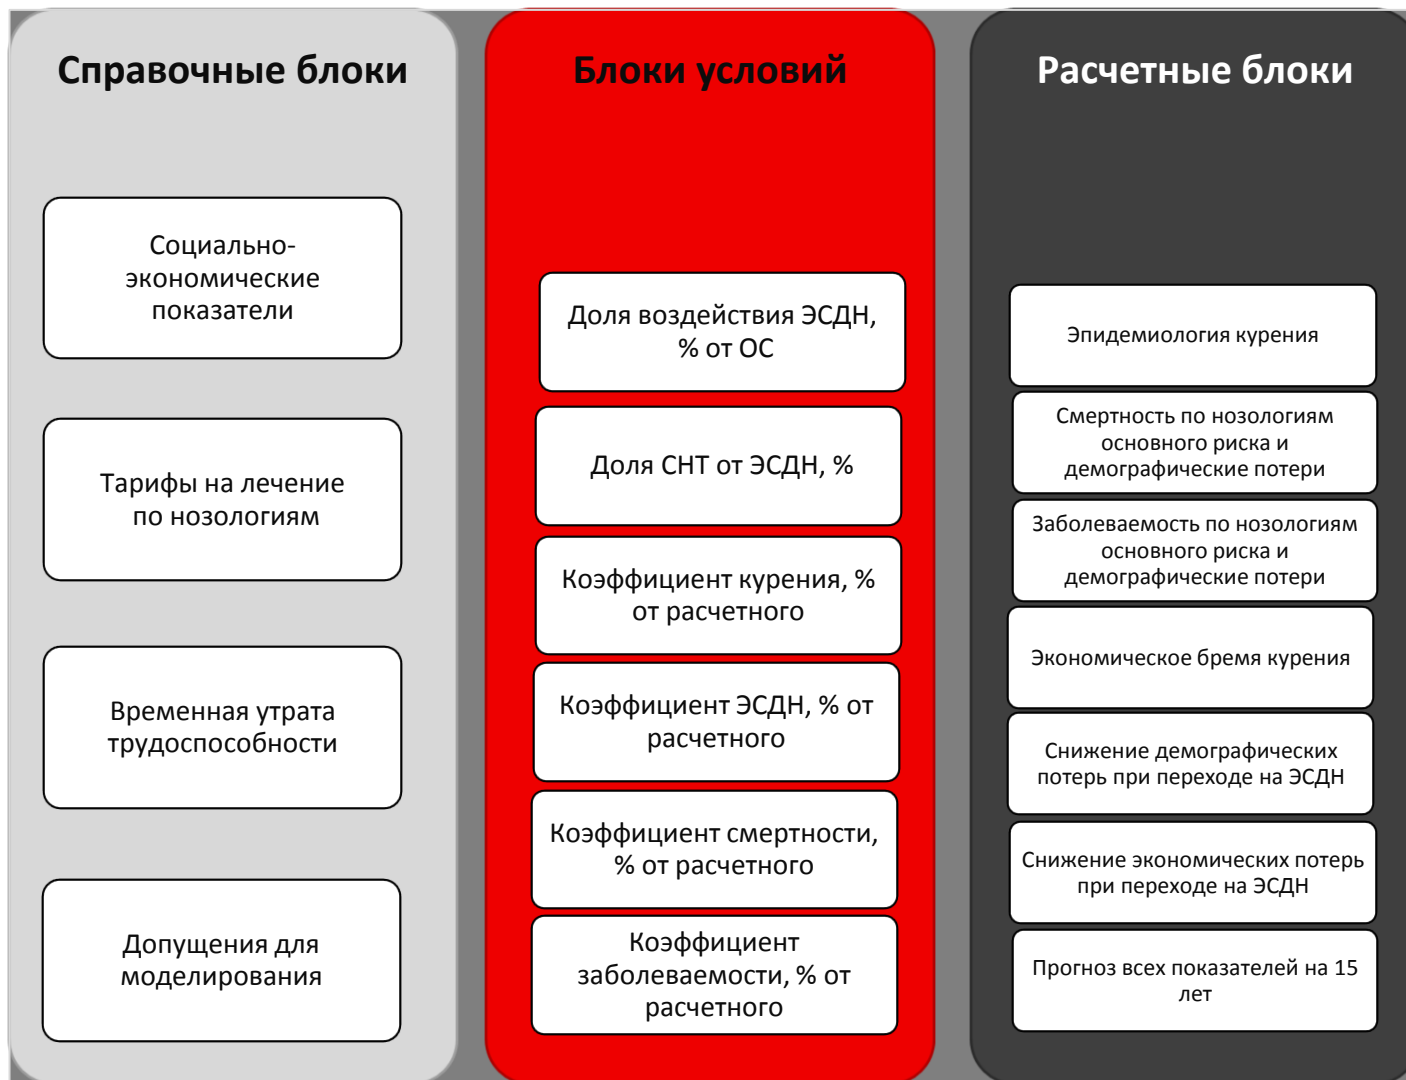 Справочные блоки
Социально-
экономические
показатели
Тарифы на лечение
по нозологиям
Временная утрата
трудоспособности
Допущения для
моделирования
Блоки условий
Доля воздействия ЭСДН,
% от ОС
Доля СНТ от ЭСДН, %
Коэффициент курения, %
от расчетного
Коэффициент ЭСДН, % от
расчетного
Коэффициент смертности,
% от расчетного
Коэффициент
заболеваемости, % от
расчетного
Расчетные блоки
Эпидемиология курения
Смертность по нозологиям
основного риска и
демографические потери
Заболеваемость по нозологиям
основного риска и
демографические потери
Экономическое бремя курения
Снижение демографических
потерь при переходе на ЭСДН
Снижение экономических потерь
при переходе на ЭСДН
Прогноз всех показателей на 15
лет